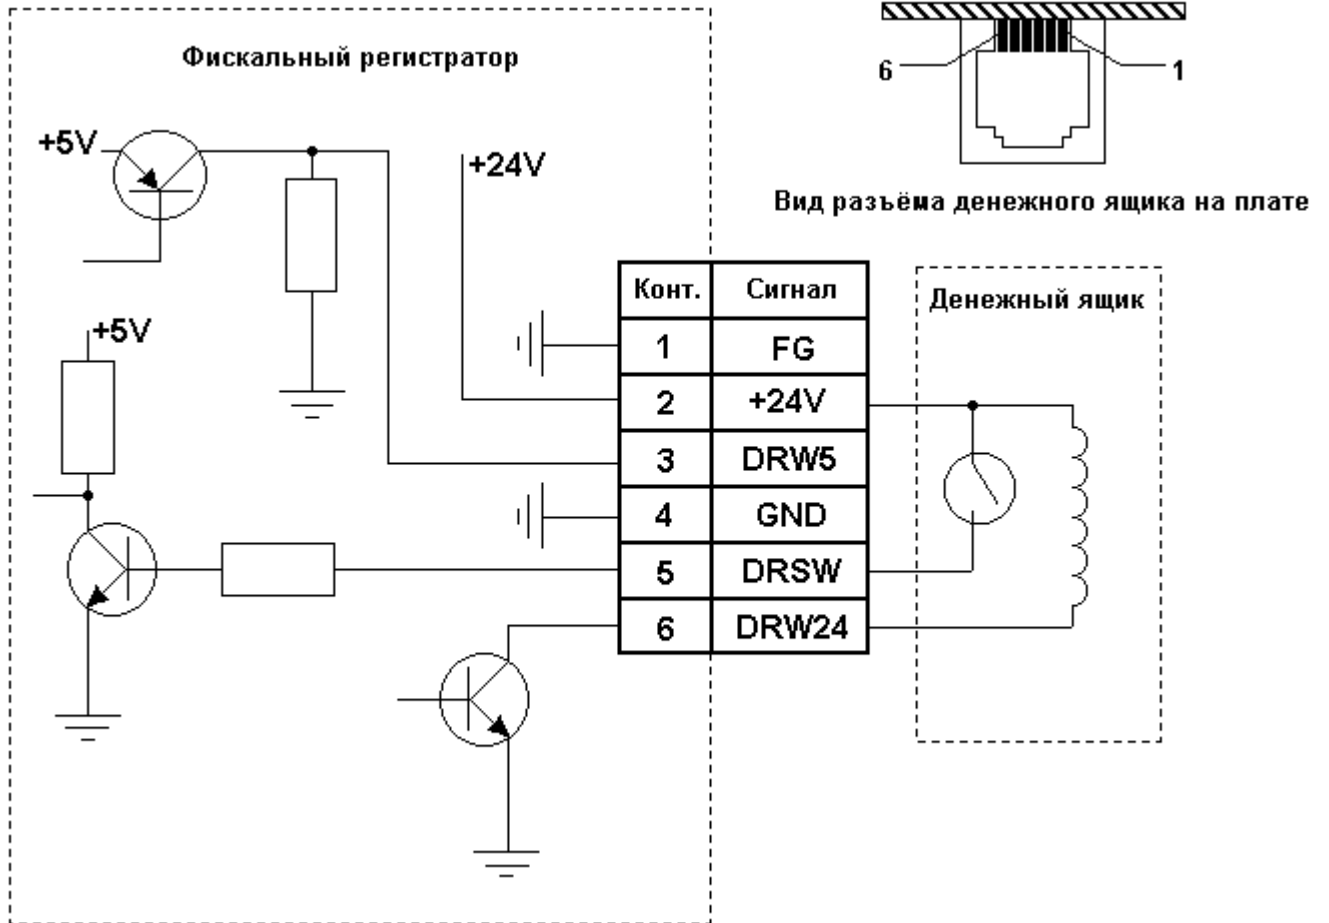 Фискальный регистратор
+5V
+24V
+5V
6
1
Вид разъёма денежного ящика на плате
Конт. Сигнал
1 FG
2 +24V
3 DRW5
4 GND
5 DRSW
6 DRW24
Денежный ящик